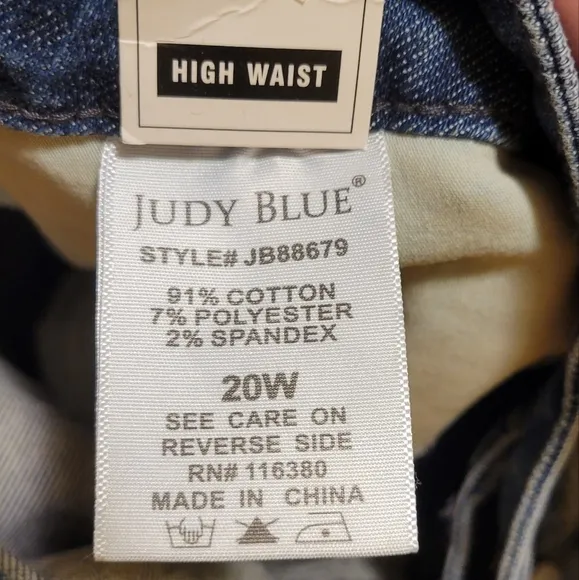 HIGH WAIST
JUDY BLUE®
STYLE# JB88679
91% COTTON
7% POLYESTER
2% SPANDEX
20W
SEE CARE ON
REVERSE SIDE
RN# 116380
MADE IN CHINA